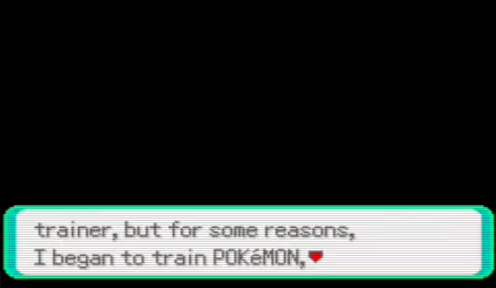 trainer, but for some reasons,
I began to train POKéMON,